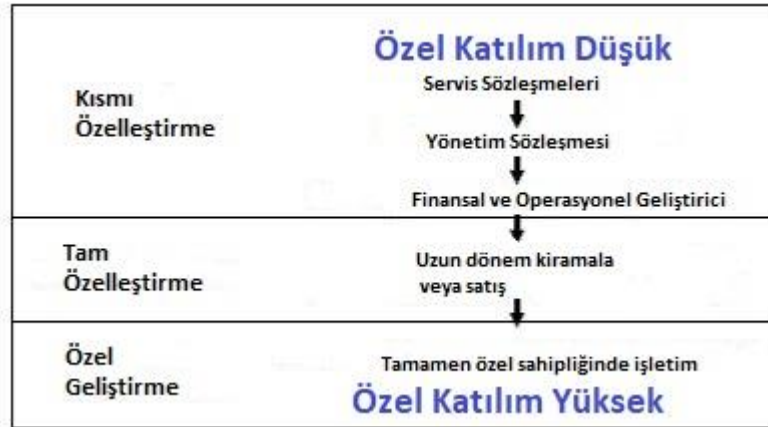 Özel Katılım Düşük
Servis Sözleşmeleri
Kısmı
Özelleştirme
Yönetim Sözleşmesi
Finansal ve Operasyonel Geliştirici
Tam
Özelleştirme
Uzun dönem kiramala
veya satış
Özel
Geliştirme
Tamamen özel sahipliğinde işletim
Özel Katılım Yüksek